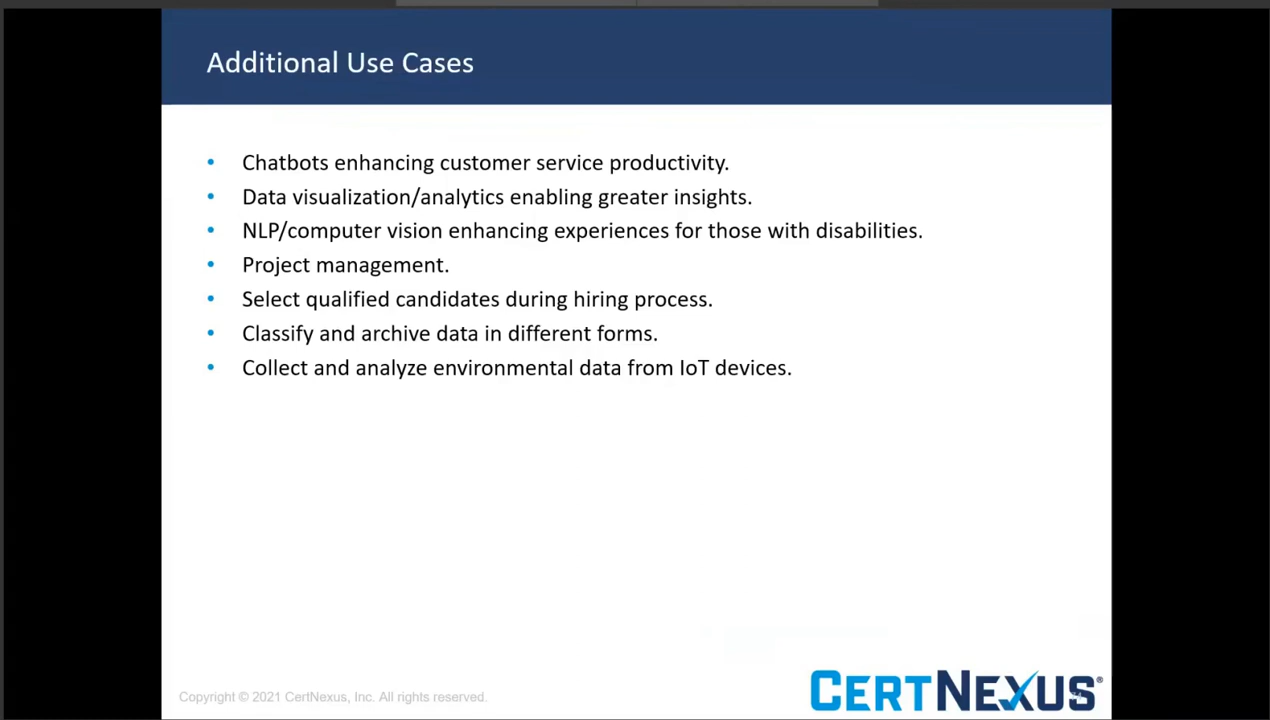 Additional Use Cases
• Chatbots enhancing customer service productivity.
• Data visualization/analytics enabling greater insights.
• NLP/computer vision enhancing experiences for those with disabilities.
• Project management.
• Select qualified candidates during hiring process.
• Classify and archive data in different forms.
• Collect and analyze environmental data from IoT devices.
Copyright © 2021 CertNexus, Inc. All rights reserved.
CERTNEXUS®